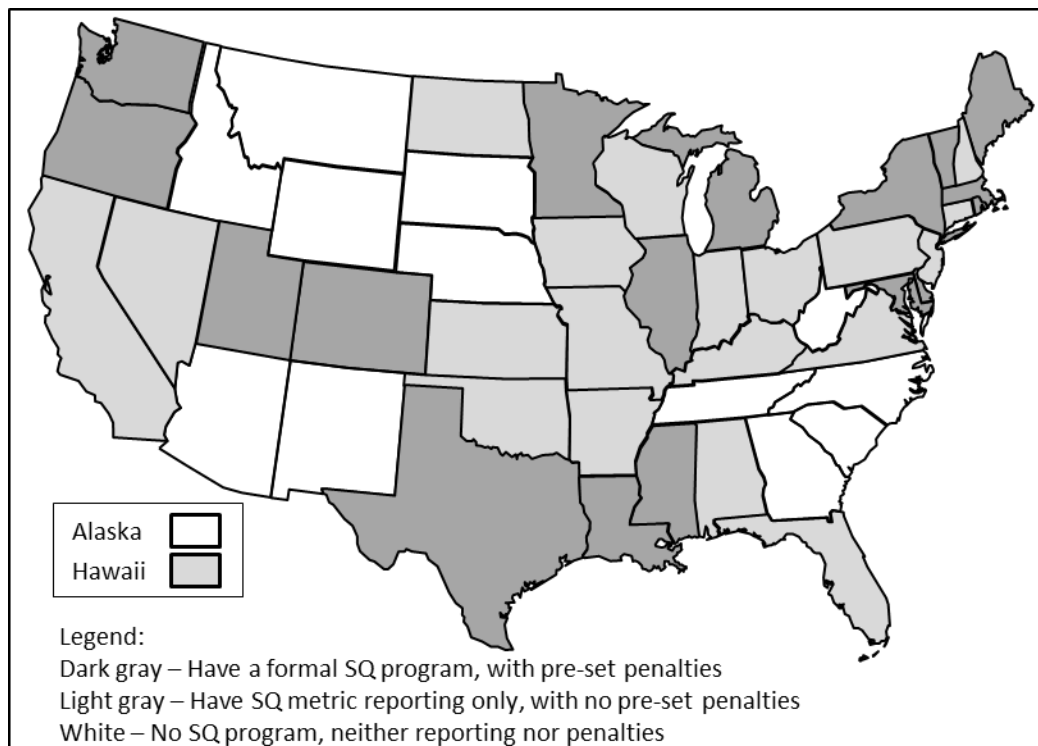 Alaska
Hawaii
Legend:
Dark gray – Have a formal SQ program, with pre-set penalties
Light gray – Have SQ metric reporting only, with no pre-set penalties
White – No SQ program, neither reporting nor penalties